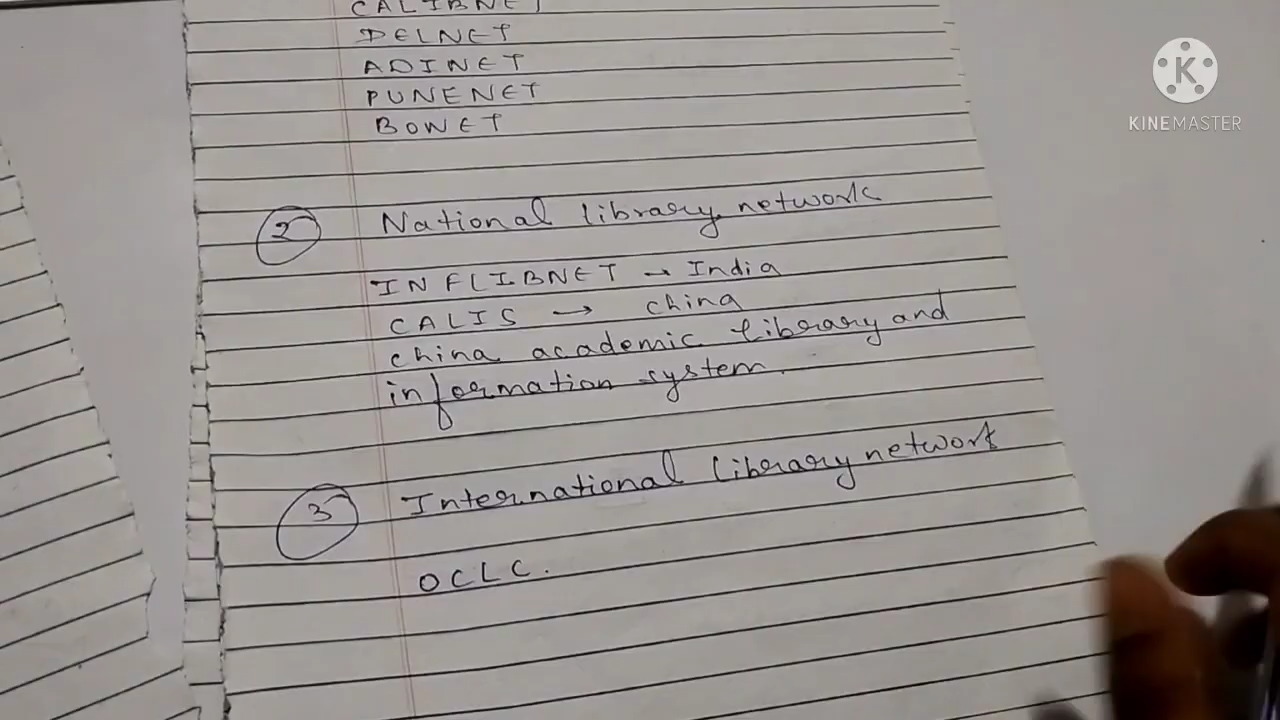 CALIBNET
DELNET
ADINET
PUNENET
BONET
2 National library network
INFLIBNET → India
CALIS → china
china academic library and
information system.
3 International library network
OCLC.
K
KINEMASTER